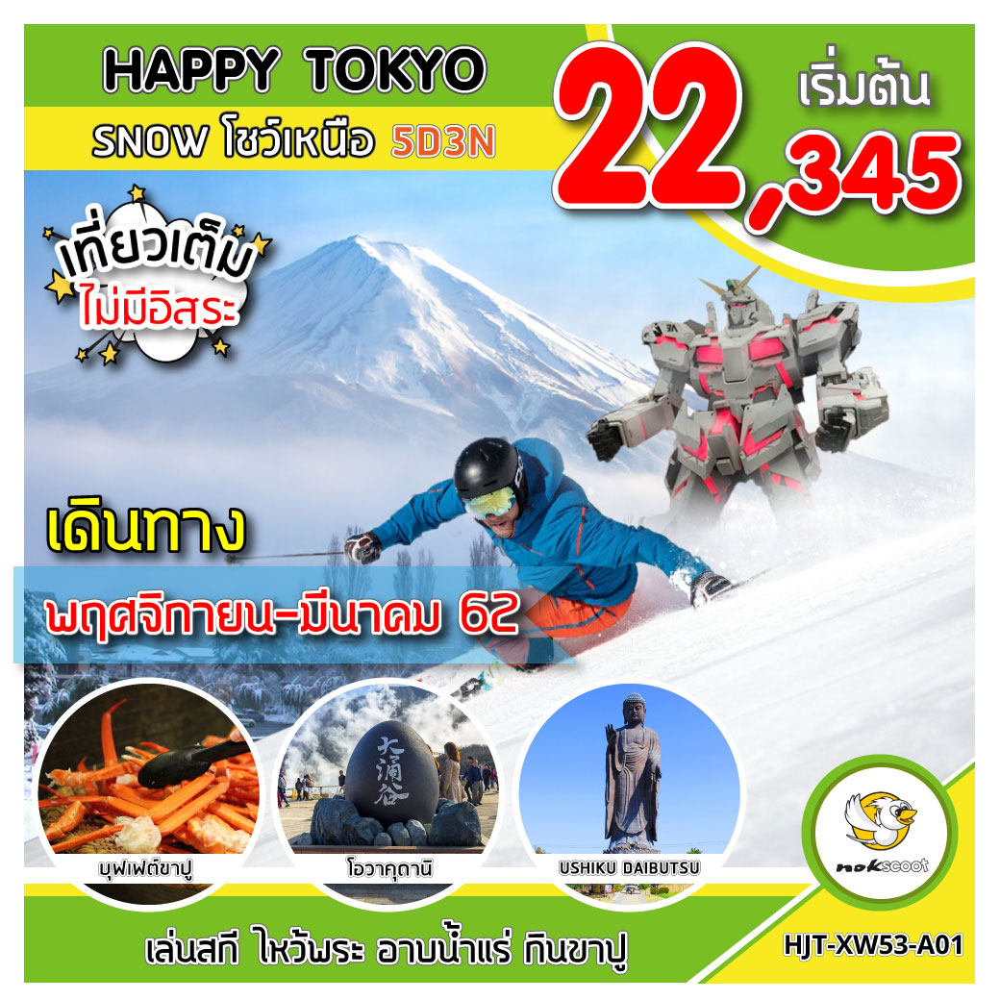 HAPPY TOKYO
SNOW โชว์เหนือ 5D3N
เริ่มต้น
22,345
เที่ยวเต็ม
ไม่มีอิสระ
เดินทาง
พฤศจิกายน-มีนาคม 62
大涌谷
บุฟเฟต์ขาปู
โอวาคุดานิ
USHIKU DAIBUTSU
nokscoot
เล่นสกี ไหว้พระ อาบน้ำแร่ กินขาปู
HJT-XW53-A01